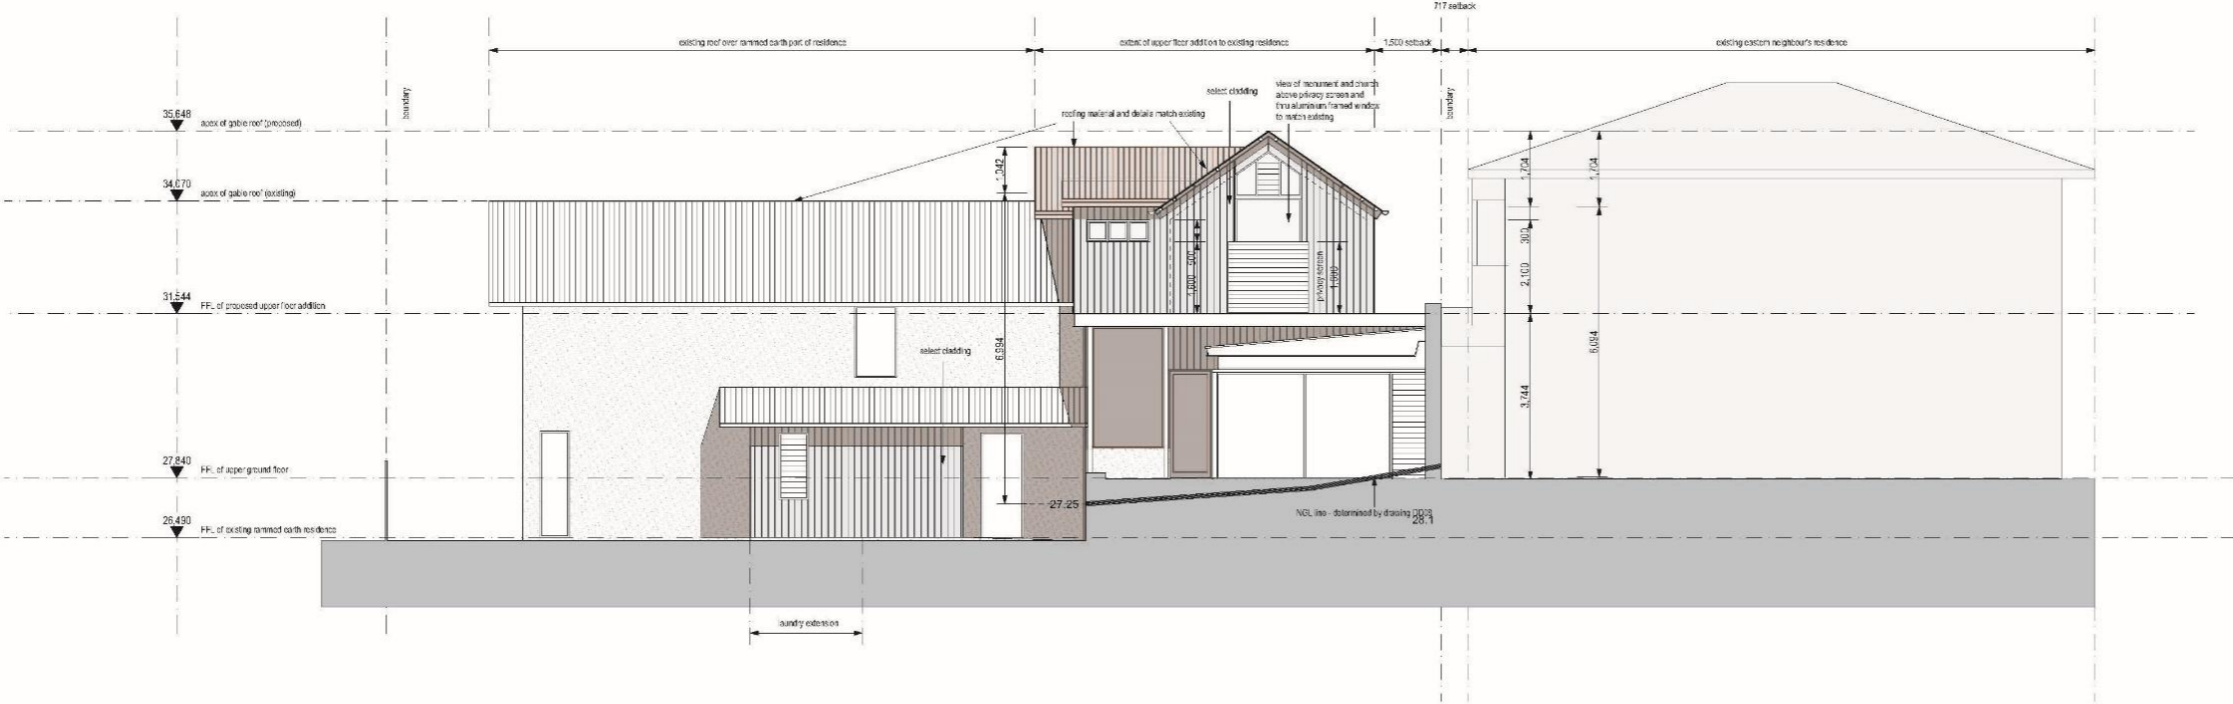 717 setback
existing roof over rammed earth part of residence
extent of upper floor addition to existing residence
1,500 setback
existing eastern neighbour's residence
boundary
boundary
select cladding
view of monument and church
above privacy screen and
thru aluminium framed window
to match existing
roofing material and details match existing
35,648
apex of gable roof (proposed)
1,042
1,704
1,704
34,070
apex of gable roof (existing)
300
500
1,600
privacy screen
2,100
31,544
FFL of proposed upper floor addition
select cladding
6,994
6,094
3,744
27,840
FFL of upper ground floor
27.25
NGL line - determined by drawing
28.1
26,490
FFL of existing rammed earth residence
laundry extension